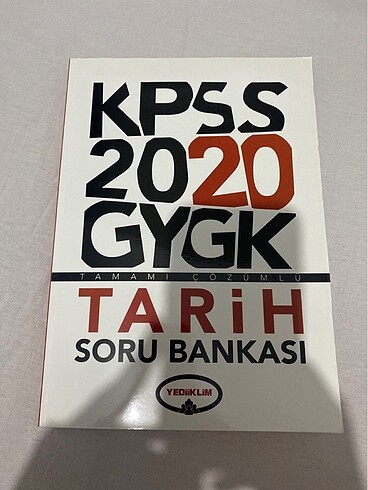 KPSS
2020
GYGK
TAMAMI ÇÖZÜMLÜ
TARİH
SORU BANKASI
YEDİİKLİM